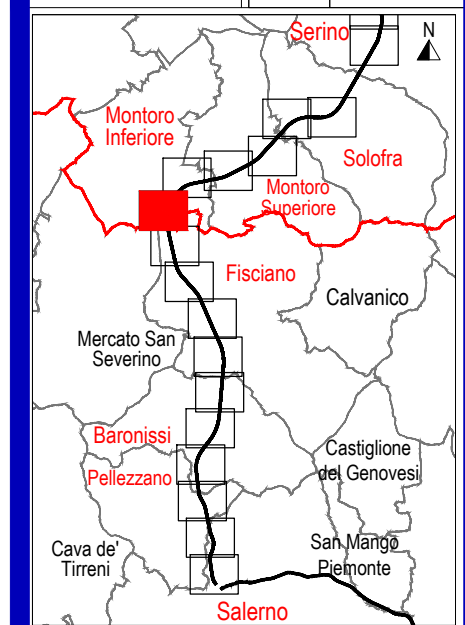 Serino
N
Montoro
Inferiore
Solofra
Montoro
Superiore
Fisciano
Calvanico
Mercato San
Severino
Baronissi
Castiglione
del Genovesi
Pellezzano
Cava de'
Tirreni
San Mango
Piemonte
Salerno